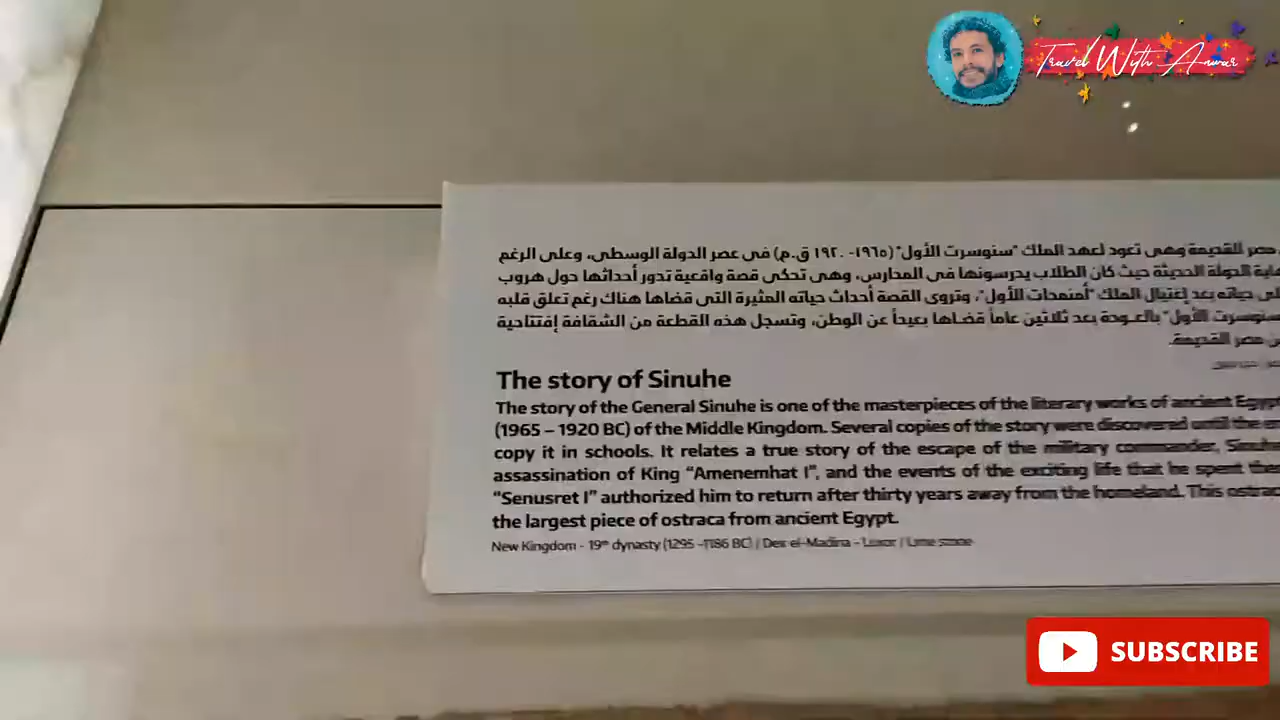 Travel With Anwar
مصر القديمة وهى تعود لعهد الملك "سنوسرت الأول" (١٩٦٥- ١٩٢٠ ق.م) فى عصر الدولة الوسطى، وعلى الرغم
الدولة الحديثة حيث كان الطلاب يدرسونها فى المدارس، وهى تحكى قصة واقعية تدور أحداثها حول هروب
حياته بعد إغتيال الملك "أمنمحات الأول"، وتروى القصة أحداث حياته المثيرة التى قضاها هناك رغم تعلق قلبه
الأول" بالعودة بعد ثلاثين عاماً قضاها بعيداً عن الوطن، وتسجل هذه القطعة من الشقافة إفتتاحية
مصر القديمة.
The story of Sinuhe
The story of the General Sinuhe is one of the masterpieces of the literary works of ancient
(1965 – 1920 BC) of the Middle Kingdom. Several copies of the story were discovered until the
copy it in schools. It relates a true story of the escape of the military commander,
assassination of King "Amenemhat I", and the events of the exciting life that he spent
"Senusret I" authorized him to return after thirty years away from the homeland. This
the largest piece of ostraca from ancient Egypt.
New Kingdom - 19th dynasty (1295 -1186 BC) / Deir el-Madina - Luxor / Lime stone
SUBSCRIBE